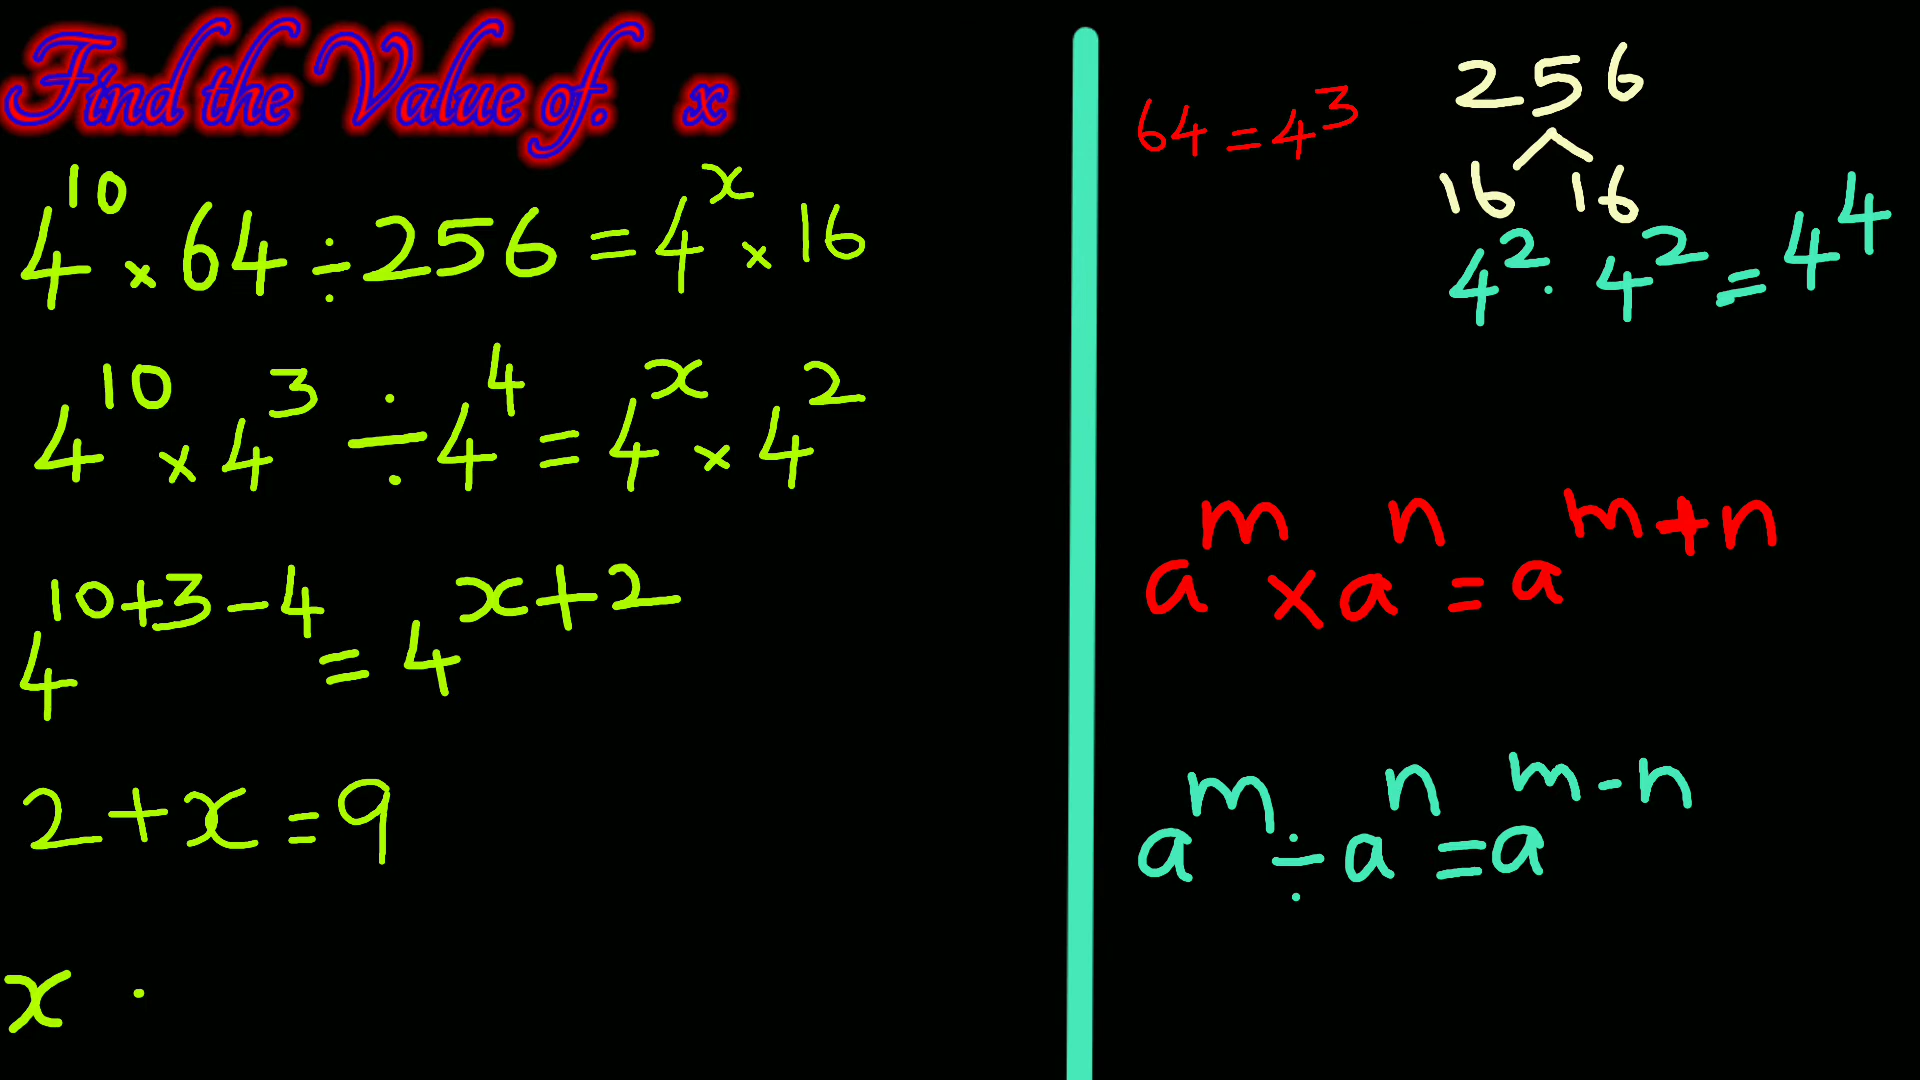 Find the Value of. x
4^10 × 64 ÷ 256 = 4^x × 16
4^10 × 4^3 ÷ 4^4 = 4^x × 4^2
4^10+3-4 = 4^x+2
2 + x = 9
x
64 = 4^3
256
16 16
4^2 · 4^2 = 4^4
a^m × a^n = a^m+n
a^m ÷ a^n = a^m-n